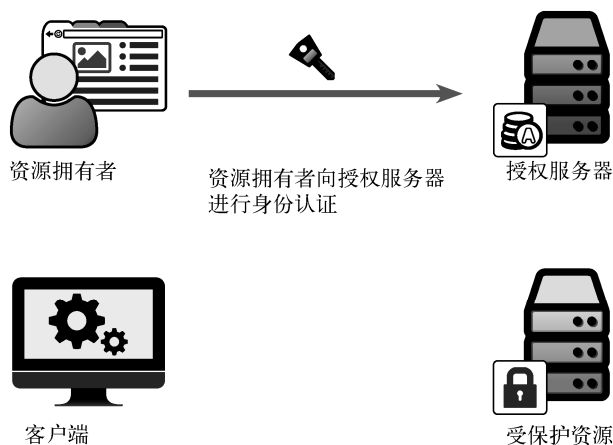 资源拥有者
资源拥有者向授权服务器
进行身份认证
A
授权服务器
客户端
受保护资源